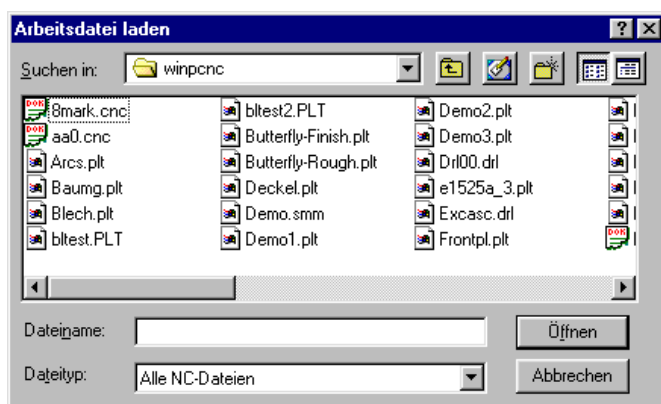 Arbeitsdatei laden
Suchen in: winpcnc
8mark.cnc bltest2.PLT Demo2.plt
aa0.cnc Butterfly-Finish.plt Demo3.plt
Arcs.plt Butterfly-Rough.plt Drl00.drl
Baumg.plt Deckel.plt e1525a_3.plt
Blech.plt Demo.smm Excasc.drl
bltest.PLT Demo1.plt Frontpl.plt
Dateiname: Öffnen
Dateityp: Alle NC-Dateien Abbrechen